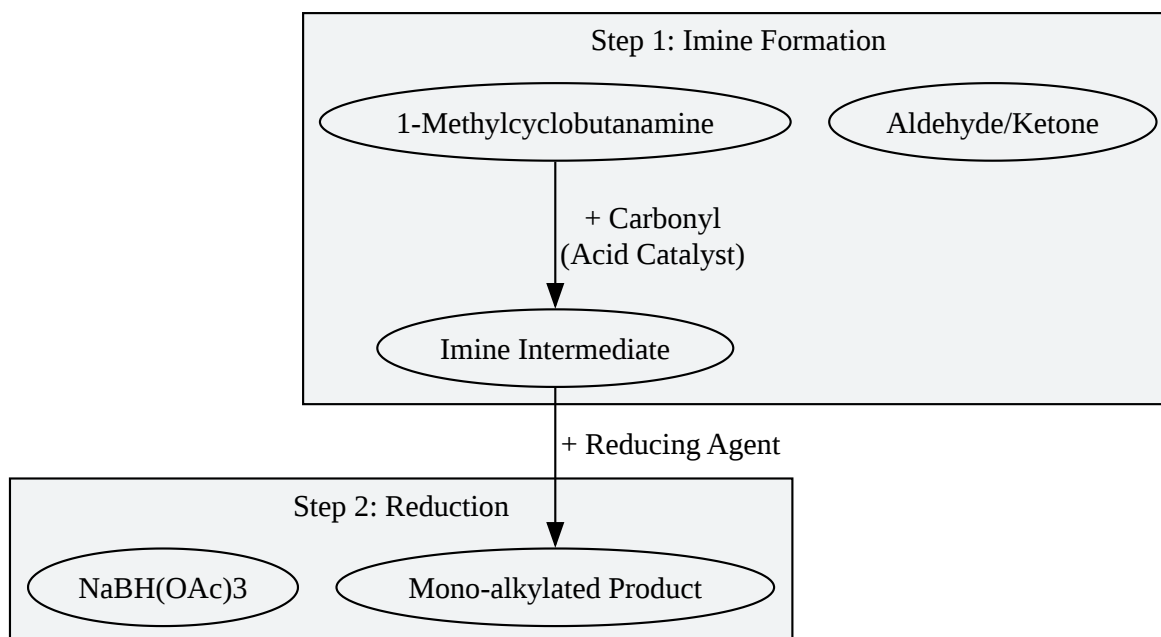 Step 1: Imine Formation
1-Methylcyclobutanamine
Aldehyde/Ketone
+ Carbonyl
(Acid Catalyst)
Imine Intermediate
+ Reducing Agent
Step 2: Reduction
NaBH(OAc)3
Mono-alkylated Product